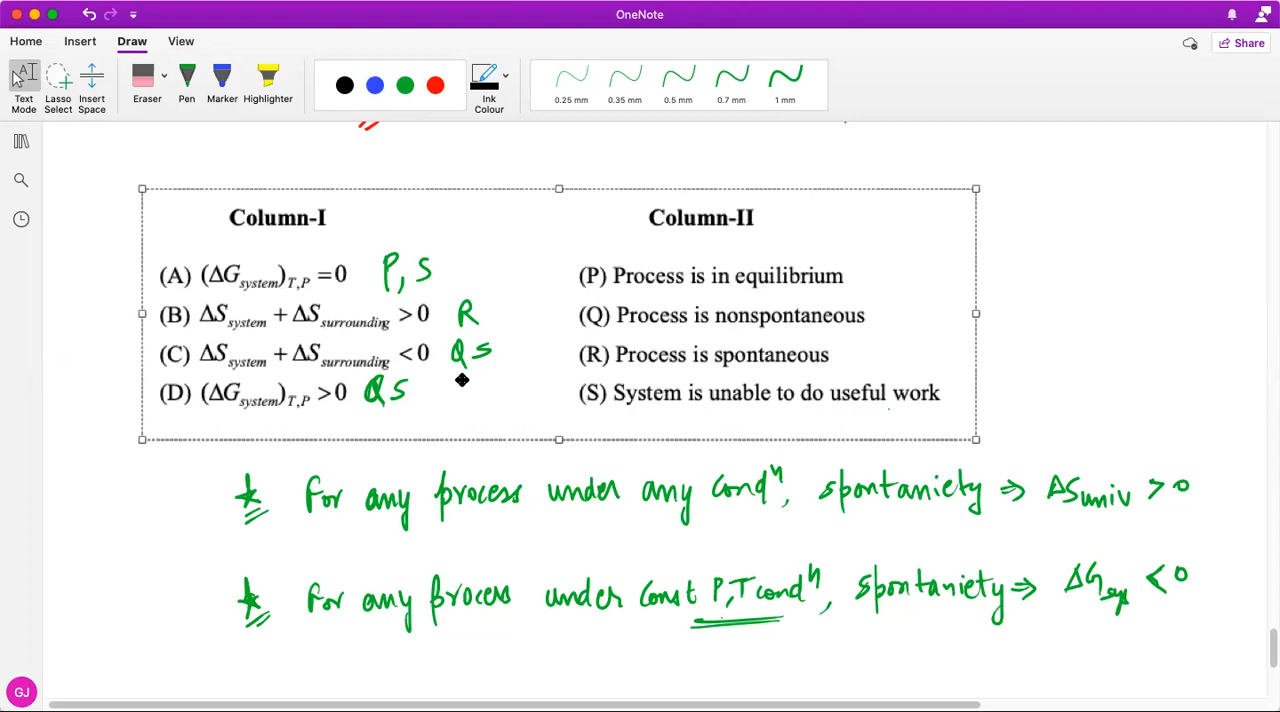 OneNote
Home Insert Draw View
Share
Text Mode Lasso Select Insert Space Eraser Pen Marker Highlighter Ink Colour 0.25 mm 0.35 mm 0.5 mm 0.7 mm 1 mm
Column-I Column-II
(A) (ΔG_system)_T,P = 0 P, S (P) Process is in equilibrium
(B) ΔS_system + ΔS_surrounding > 0 R (Q) Process is nonspontaneous
(C) ΔS_system + ΔS_surrounding < 0 Q S (R) Process is spontaneous
(D) (ΔG_system)_T,P > 0 Q S (S) System is unable to do useful work
* For any process under any condⁿ, spontaniety ⇒ ΔS_univ > 0
* For any process under const P,T condⁿ, spontaniety ⇒ ΔG_sys < 0
GJ